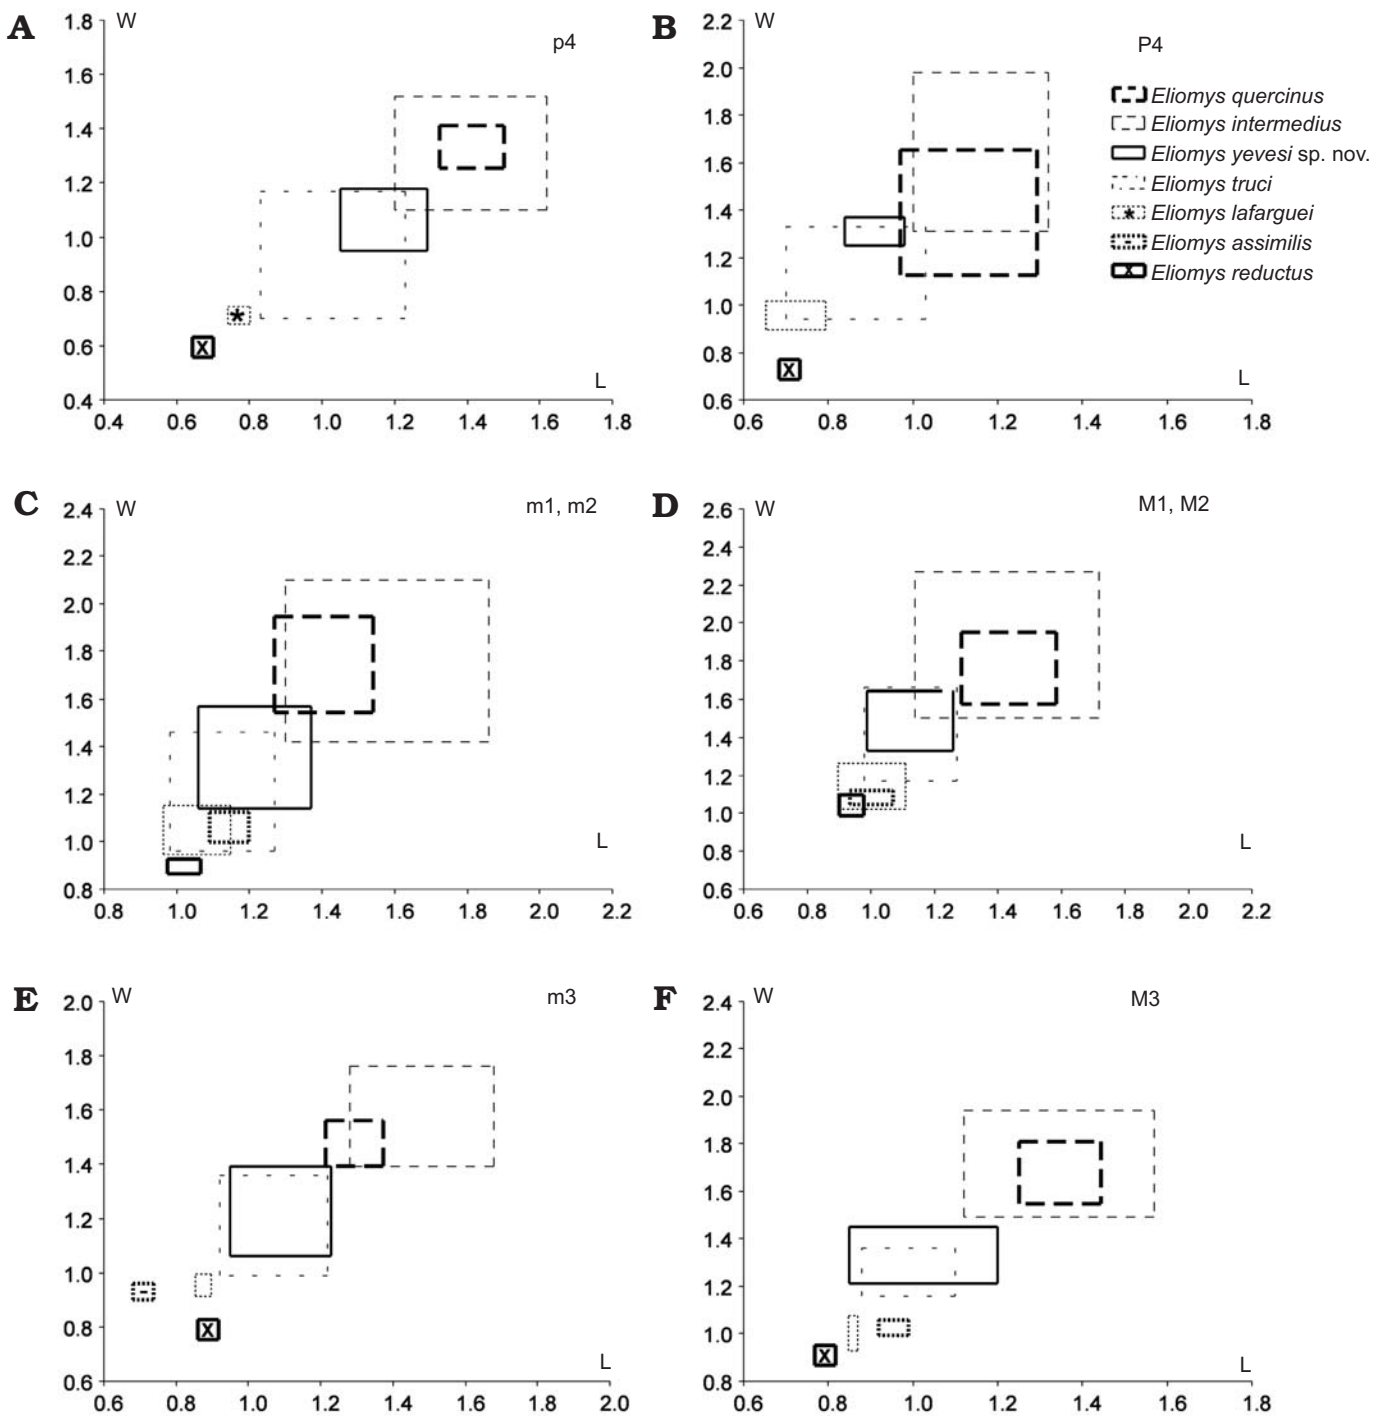 A
W
p4
1.8
1.6
1.4
1.2
1.0
0.8
0.6
0.4
L
0.4 0.6 0.8 1.0 1.2 1.4 1.6 1.8
B
W
P4
2.2
2.0
1.8
1.6
1.4
1.2
1.0
0.8
0.6
L
0.6 0.8 1.0 1.2 1.4 1.6 1.8
Eliomys quercinus
Eliomys intermedius
Eliomys yevesi sp. nov.
Eliomys truci
* Eliomys lafarguei
- Eliomys assimilis
X Eliomys reductus
*
X
X
C
W
m1, m2
2.4
2.2
2.0
1.8
1.6
1.4
1.2
1.0
0.8
L
0.8 1.0 1.2 1.4 1.6 1.8 2.0 2.2
D
W
M1, M2
2.6
2.4
2.2
2.0
1.8
1.6
1.4
1.2
1.0
0.8
0.6
L
0.6 0.8 1.0 1.2 1.4 1.6 1.8 2.0 2.2
E
W
m3
2.0
1.8
1.6
1.4
1.2
1.0
0.8
0.6
-
X
L
0.6 0.8 1.0 1.2 1.4 1.6 1.8 2.0
F
W
M3
2.4
2.2
2.0
1.8
1.6
1.4
1.2
1.0
0.8
X
L
0.6 0.8 1.0 1.2 1.4 1.6 1.8